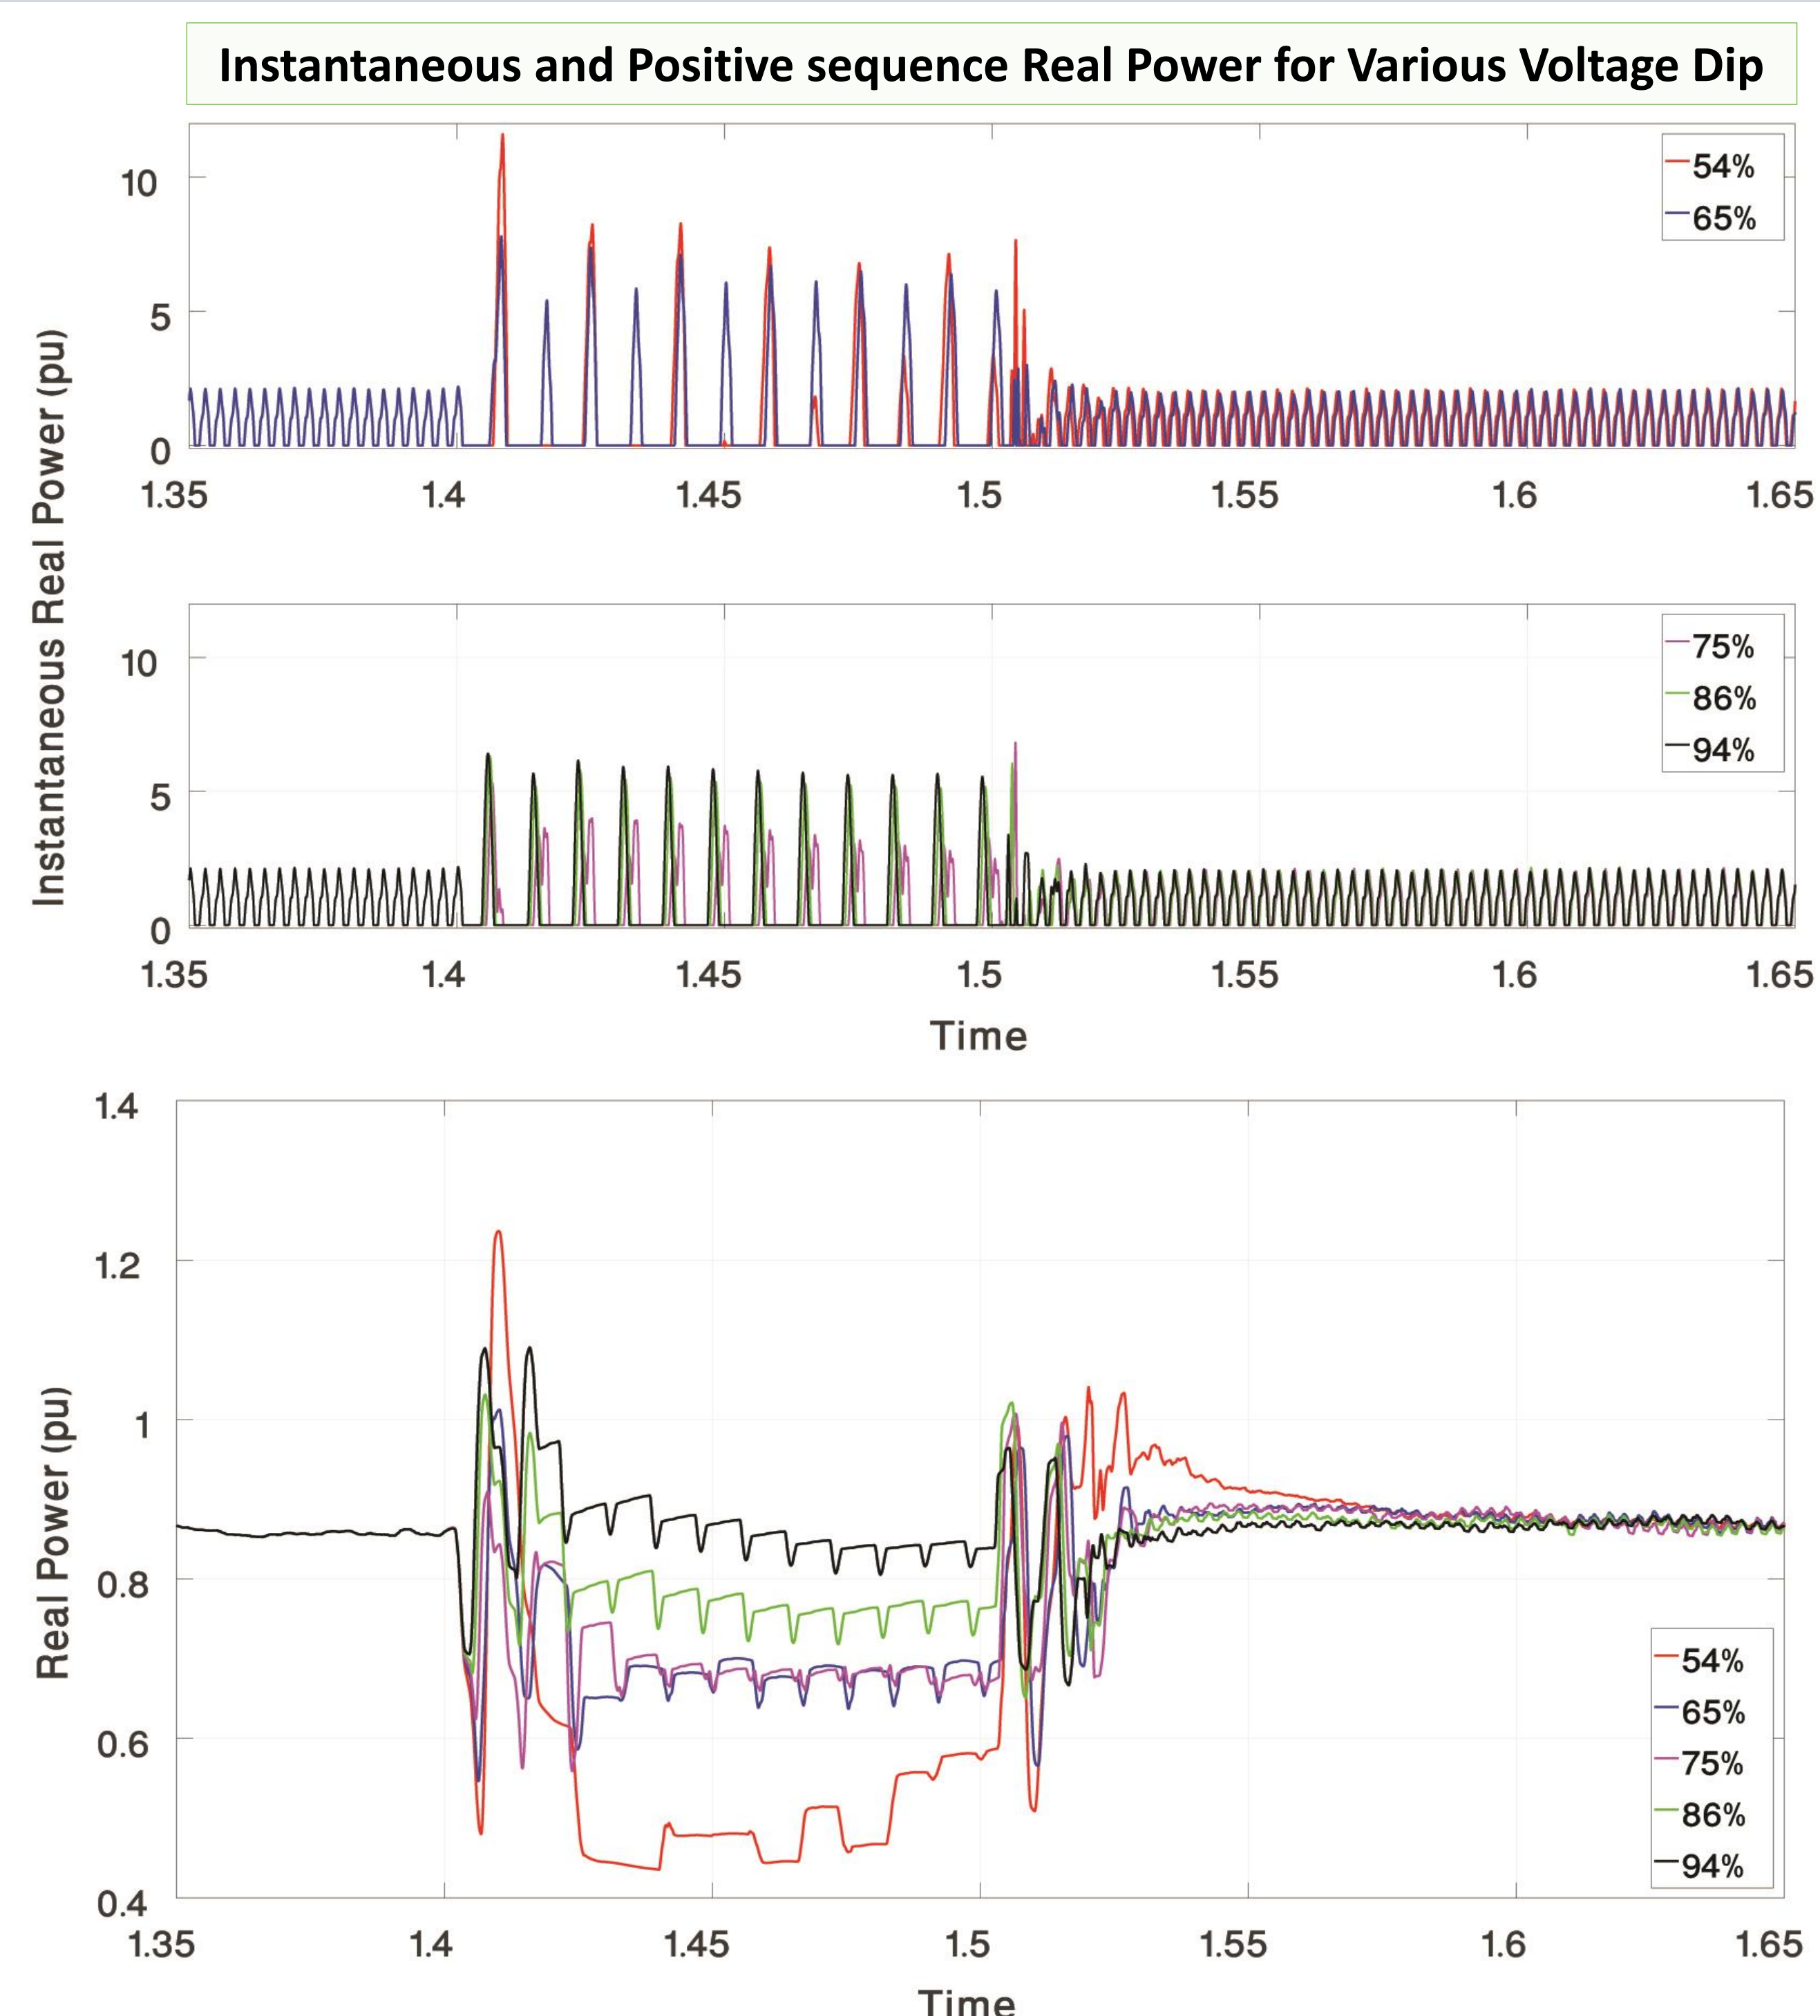 Instantaneous and Positive sequence Real Power for Various Voltage Dip
Instantaneous Real Power (pu)
10
5
0
54%
65%
1.35 1.4 1.45 1.5 1.55 1.6 1.65
10
5
0
75%
86%
94%
1.35 1.4 1.45 1.5 1.55 1.6 1.65
Time
Real Power (pu)
1.4
1.2
1
0.8
0.6
0.4
54%
65%
75%
86%
94%
1.35 1.4 1.45 1.5 1.55 1.6 1.65
Time